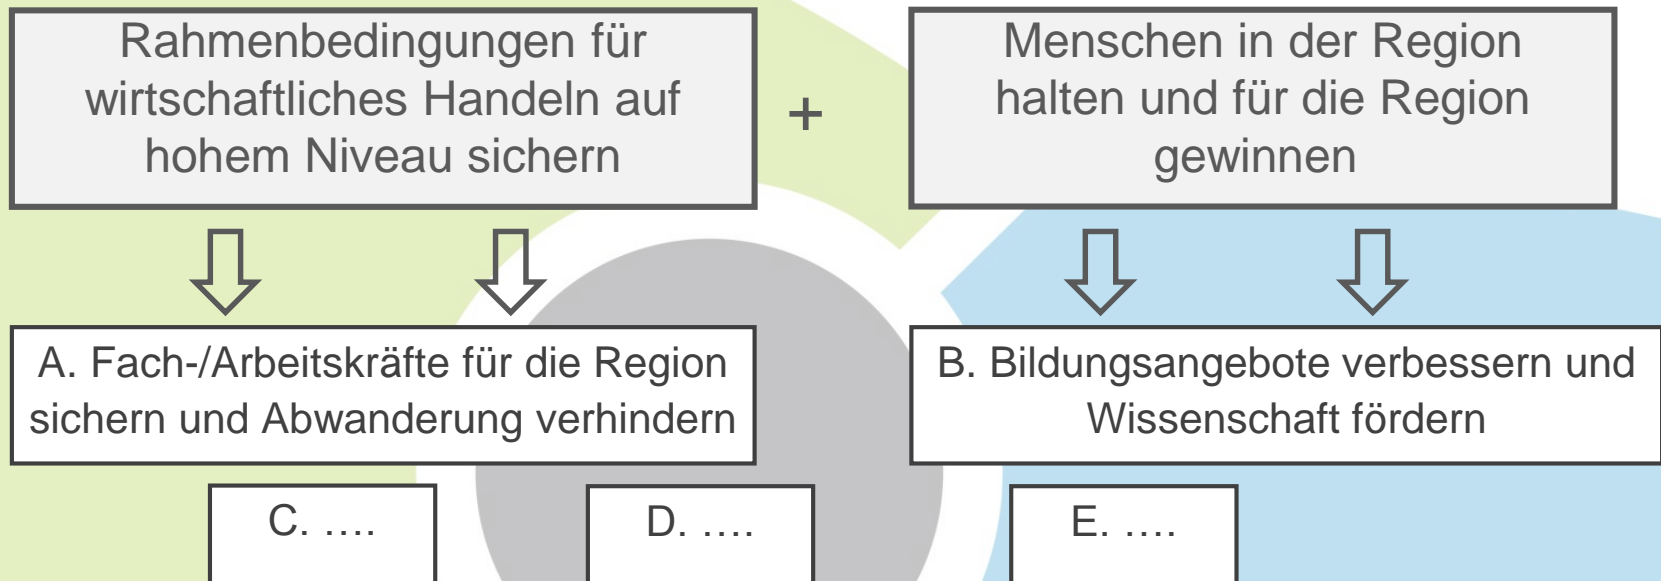 Rahmenbedingungen für
wirtschaftliches Handeln auf
hohem Niveau sichern
+
Menschen in der Region
halten und für die Region
gewinnen
A. Fach-/Arbeitskräfte für die Region
sichern und Abwanderung verhindern
B. Bildungsangebote verbessern und
Wissenschaft fördern
C. ....
D. ....
E. ....